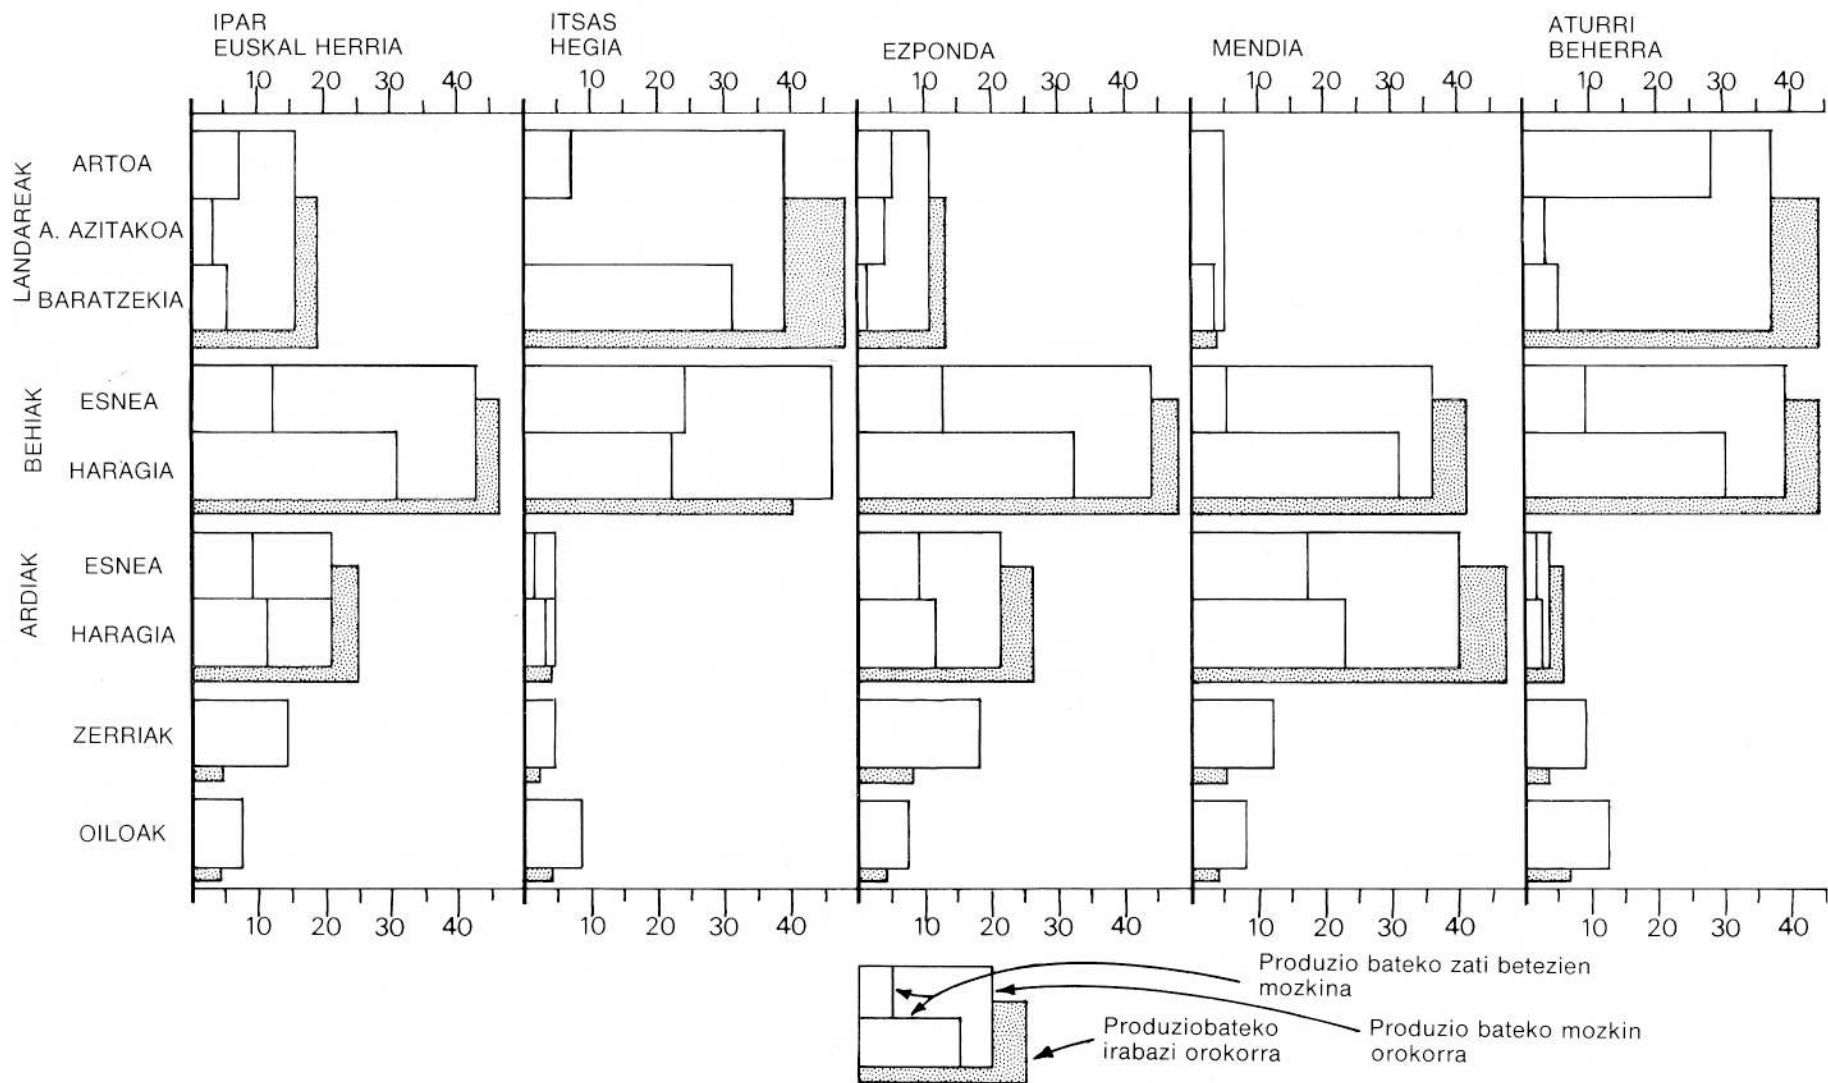 IPAR
EUSKAL HERRIA
ITSAS
HEGIA
EZPONDA
MENDIA
ATURRI
BEHERRA
10 20 30 40
10 20 30 40
10 20 30 40
10 20 30 40
10 20 30 40
LANDAREAK
ARTOA
A. AZITAKOA
BARATZEKIA
BEHIAK
ESNEA
HARAGIA
ARDIAK
ESNEA
HARAGIA
ZERRIAK
OILOAK
10 20 30 40
10 20 30 40
10 20 30 40
10 20 30 40
10 20 30 40
Produzio bateko zati betezien
mozkina
Produziobateko
irabazi orokorra
Produzio bateko mozkin
orokorra